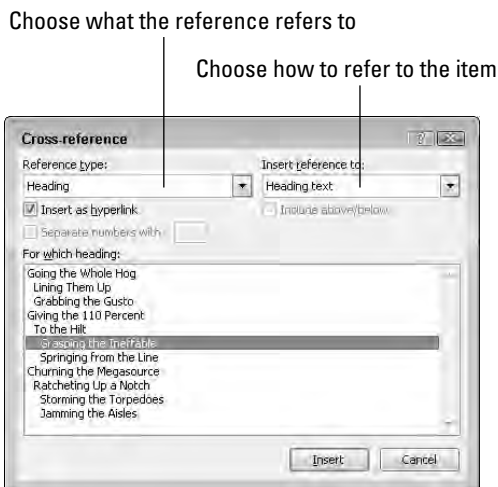 Choose what the reference refers to
Choose how to refer to the item
Cross-reference
Reference type:
Insert reference to:
Heading
Heading text
Insert as hyperlink
Include above/below
Separate numbers with
For which heading:
Going the Whole Hog
Lining Them Up
Grabbing the Gusto
Giving the 110 Percent
To the Hilt
Grasping the Ineffable
Springing from the Line
Churning the Megasource
Ratcheting Up a Notch
Storming the Torpedoes
Jamming the Aisles
Insert
Cancel